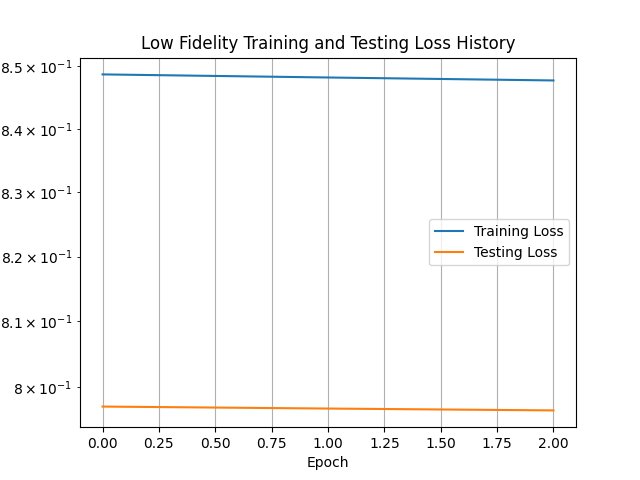 Low Fidelity Training and Testing Loss History
8.5 × 10⁻¹
8.4 × 10⁻¹
8.3 × 10⁻¹
8.2 × 10⁻¹
8.1 × 10⁻¹
8 × 10⁻¹
Training Loss
Testing Loss
0.00 0.25 0.50 0.75 1.00 1.25 1.50 1.75 2.00
Epoch